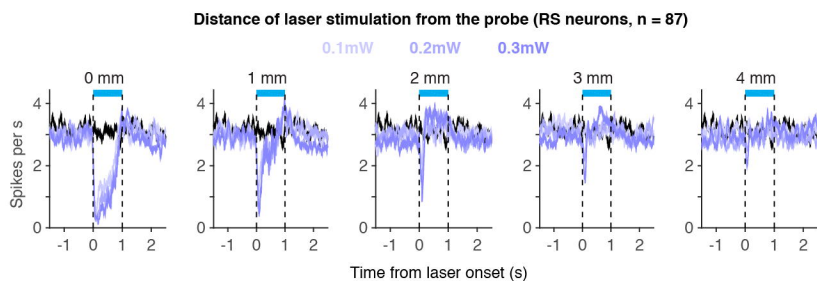 Distance of laser stimulation from the probe (RS neurons, n = 87)
0.1mW 0.2mW 0.3mW
0 mm 1 mm 2 mm 3 mm 4 mm
Spikes per s
4
2
0
-1 0 1 2
4
2
0
-1 0 1 2
4
2
0
-1 0 1 2
4
2
0
-1 0 1 2
4
2
0
-1 0 1 2
Time from laser onset (s)